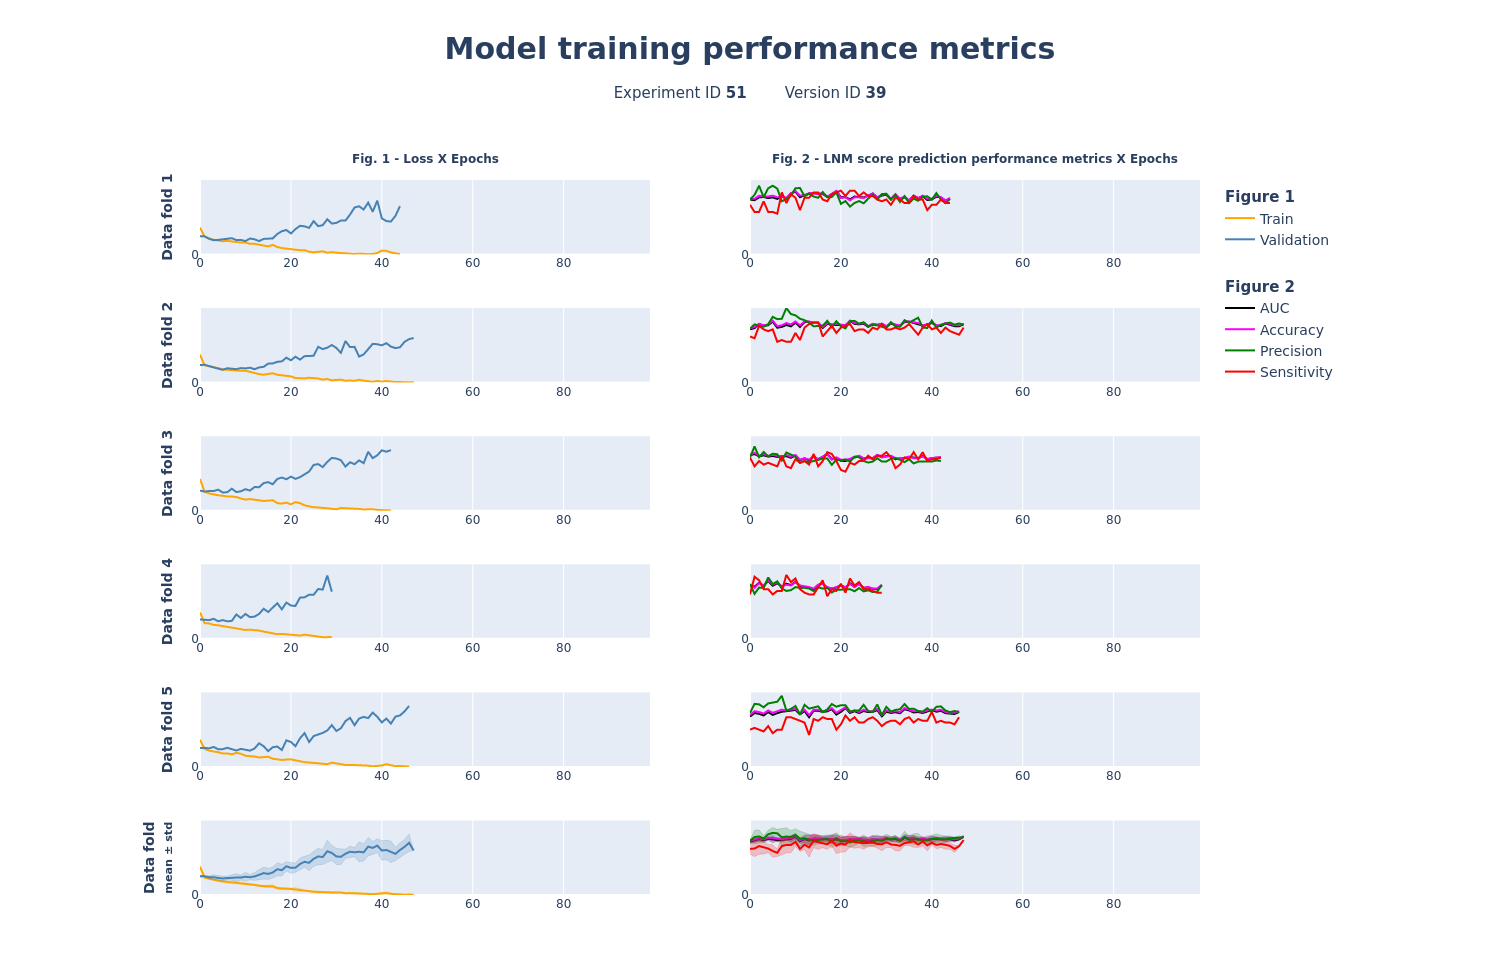 Model training performance metrics
Experiment ID 51 Version ID 39
Fig. 1 - Loss X Epochs
Fig. 2 - LNM score prediction performance metrics X Epochs
Data fold 1
0
0 20 40 60 80
0
0 20 40 60 80
Figure 1
Train
Validation
Figure 2
AUC
Accuracy
Precision
Sensitivity
Data fold 2
0
0 20 40 60 80
0
0 20 40 60 80
Data fold 3
0
0 20 40 60 80
0
0 20 40 60 80
Data fold 4
0
0 20 40 60 80
0
0 20 40 60 80
Data fold 5
0
0 20 40 60 80
0
0 20 40 60 80
Data fold
mean ± std
0
0 20 40 60 80
0
0 20 40 60 80